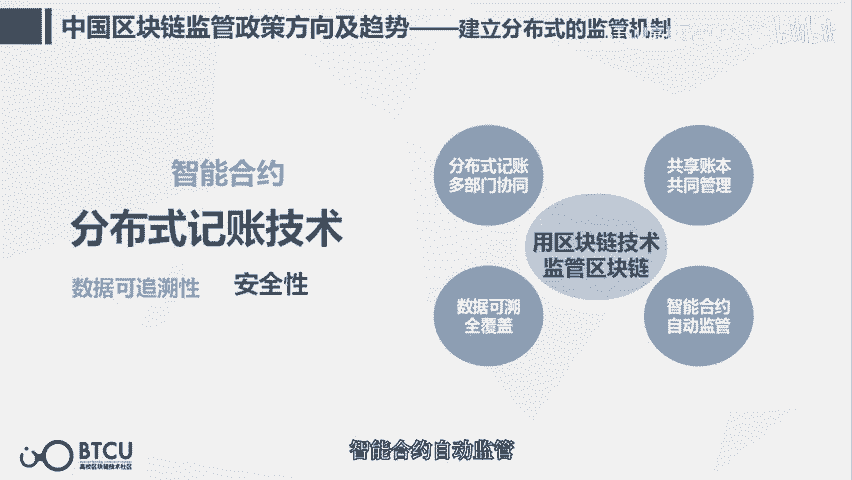 中国区块链监管政策方向及趋势——建立分布式的监管机制
智能合约
分布式记账技术
数据可追溯性 安全性
分布式记账
多部门协同
共享账本
共同管理
用区块链技术
监管区块链
数据可溯
全覆盖
智能合约
自动监管
BTCU
高校区块链技术社区
智能合约自动监管